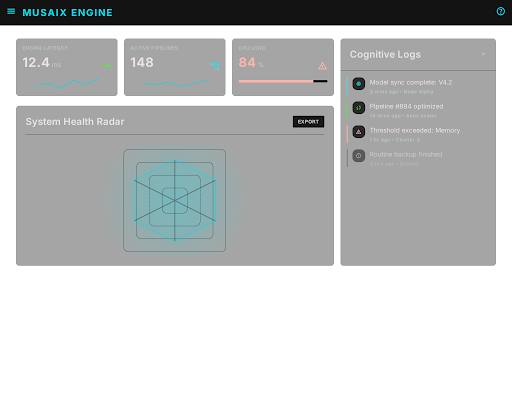 MUSAIX ENGINE
ENGINE LATENCY
12.4 ms
ACTIVE PIPELINES
148
CPU LOAD
84 %
Cognitive Logs
Model sync complete: V4.2
Pipeline #884 optimized
Threshold exceeded: Memory
Routine backup finished
System Health Radar
EXPORT